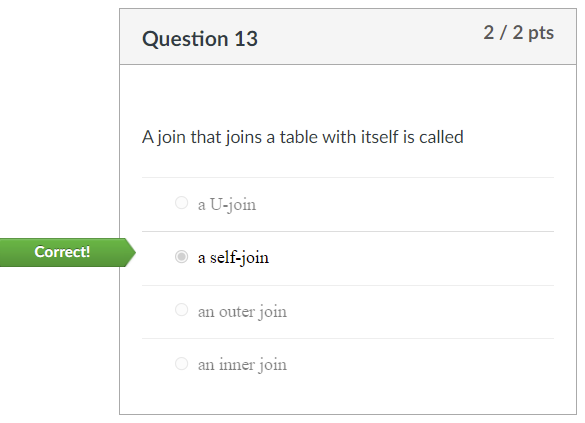 Question 13
2 / 2 pts
A join that joins a table with itself is called
a U-join
Correct!
a self-join
an outer join
an inner join